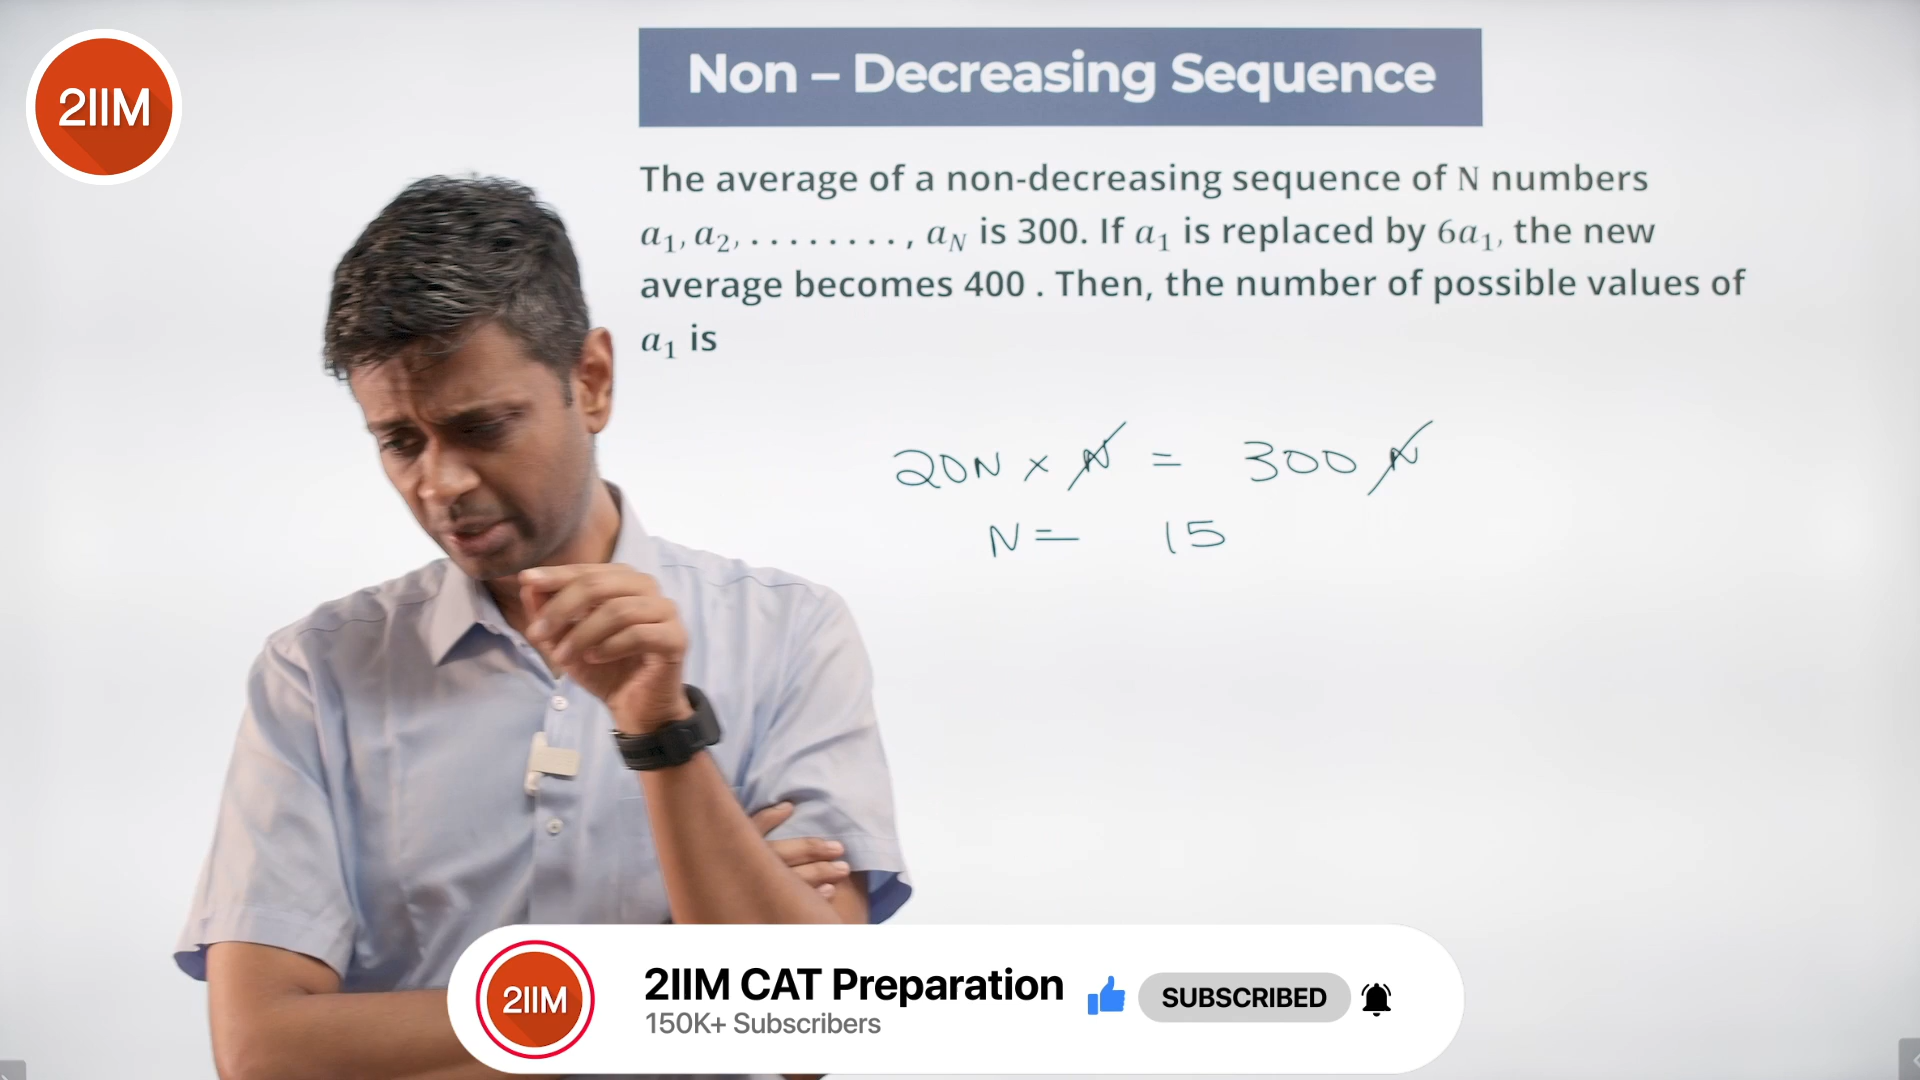 2IIM
Non – Decreasing Sequence
The average of a non-decreasing sequence of N numbers
a₁, a₂, . . . . . . . . , a_N is 300. If a₁ is replaced by 6a₁, the new
average becomes 400 . Then, the number of possible values of
a₁ is
20N × N = 300 N
N = 15
2IIM
2IIM CAT Preparation
150K+ Subscribers
SUBSCRIBED